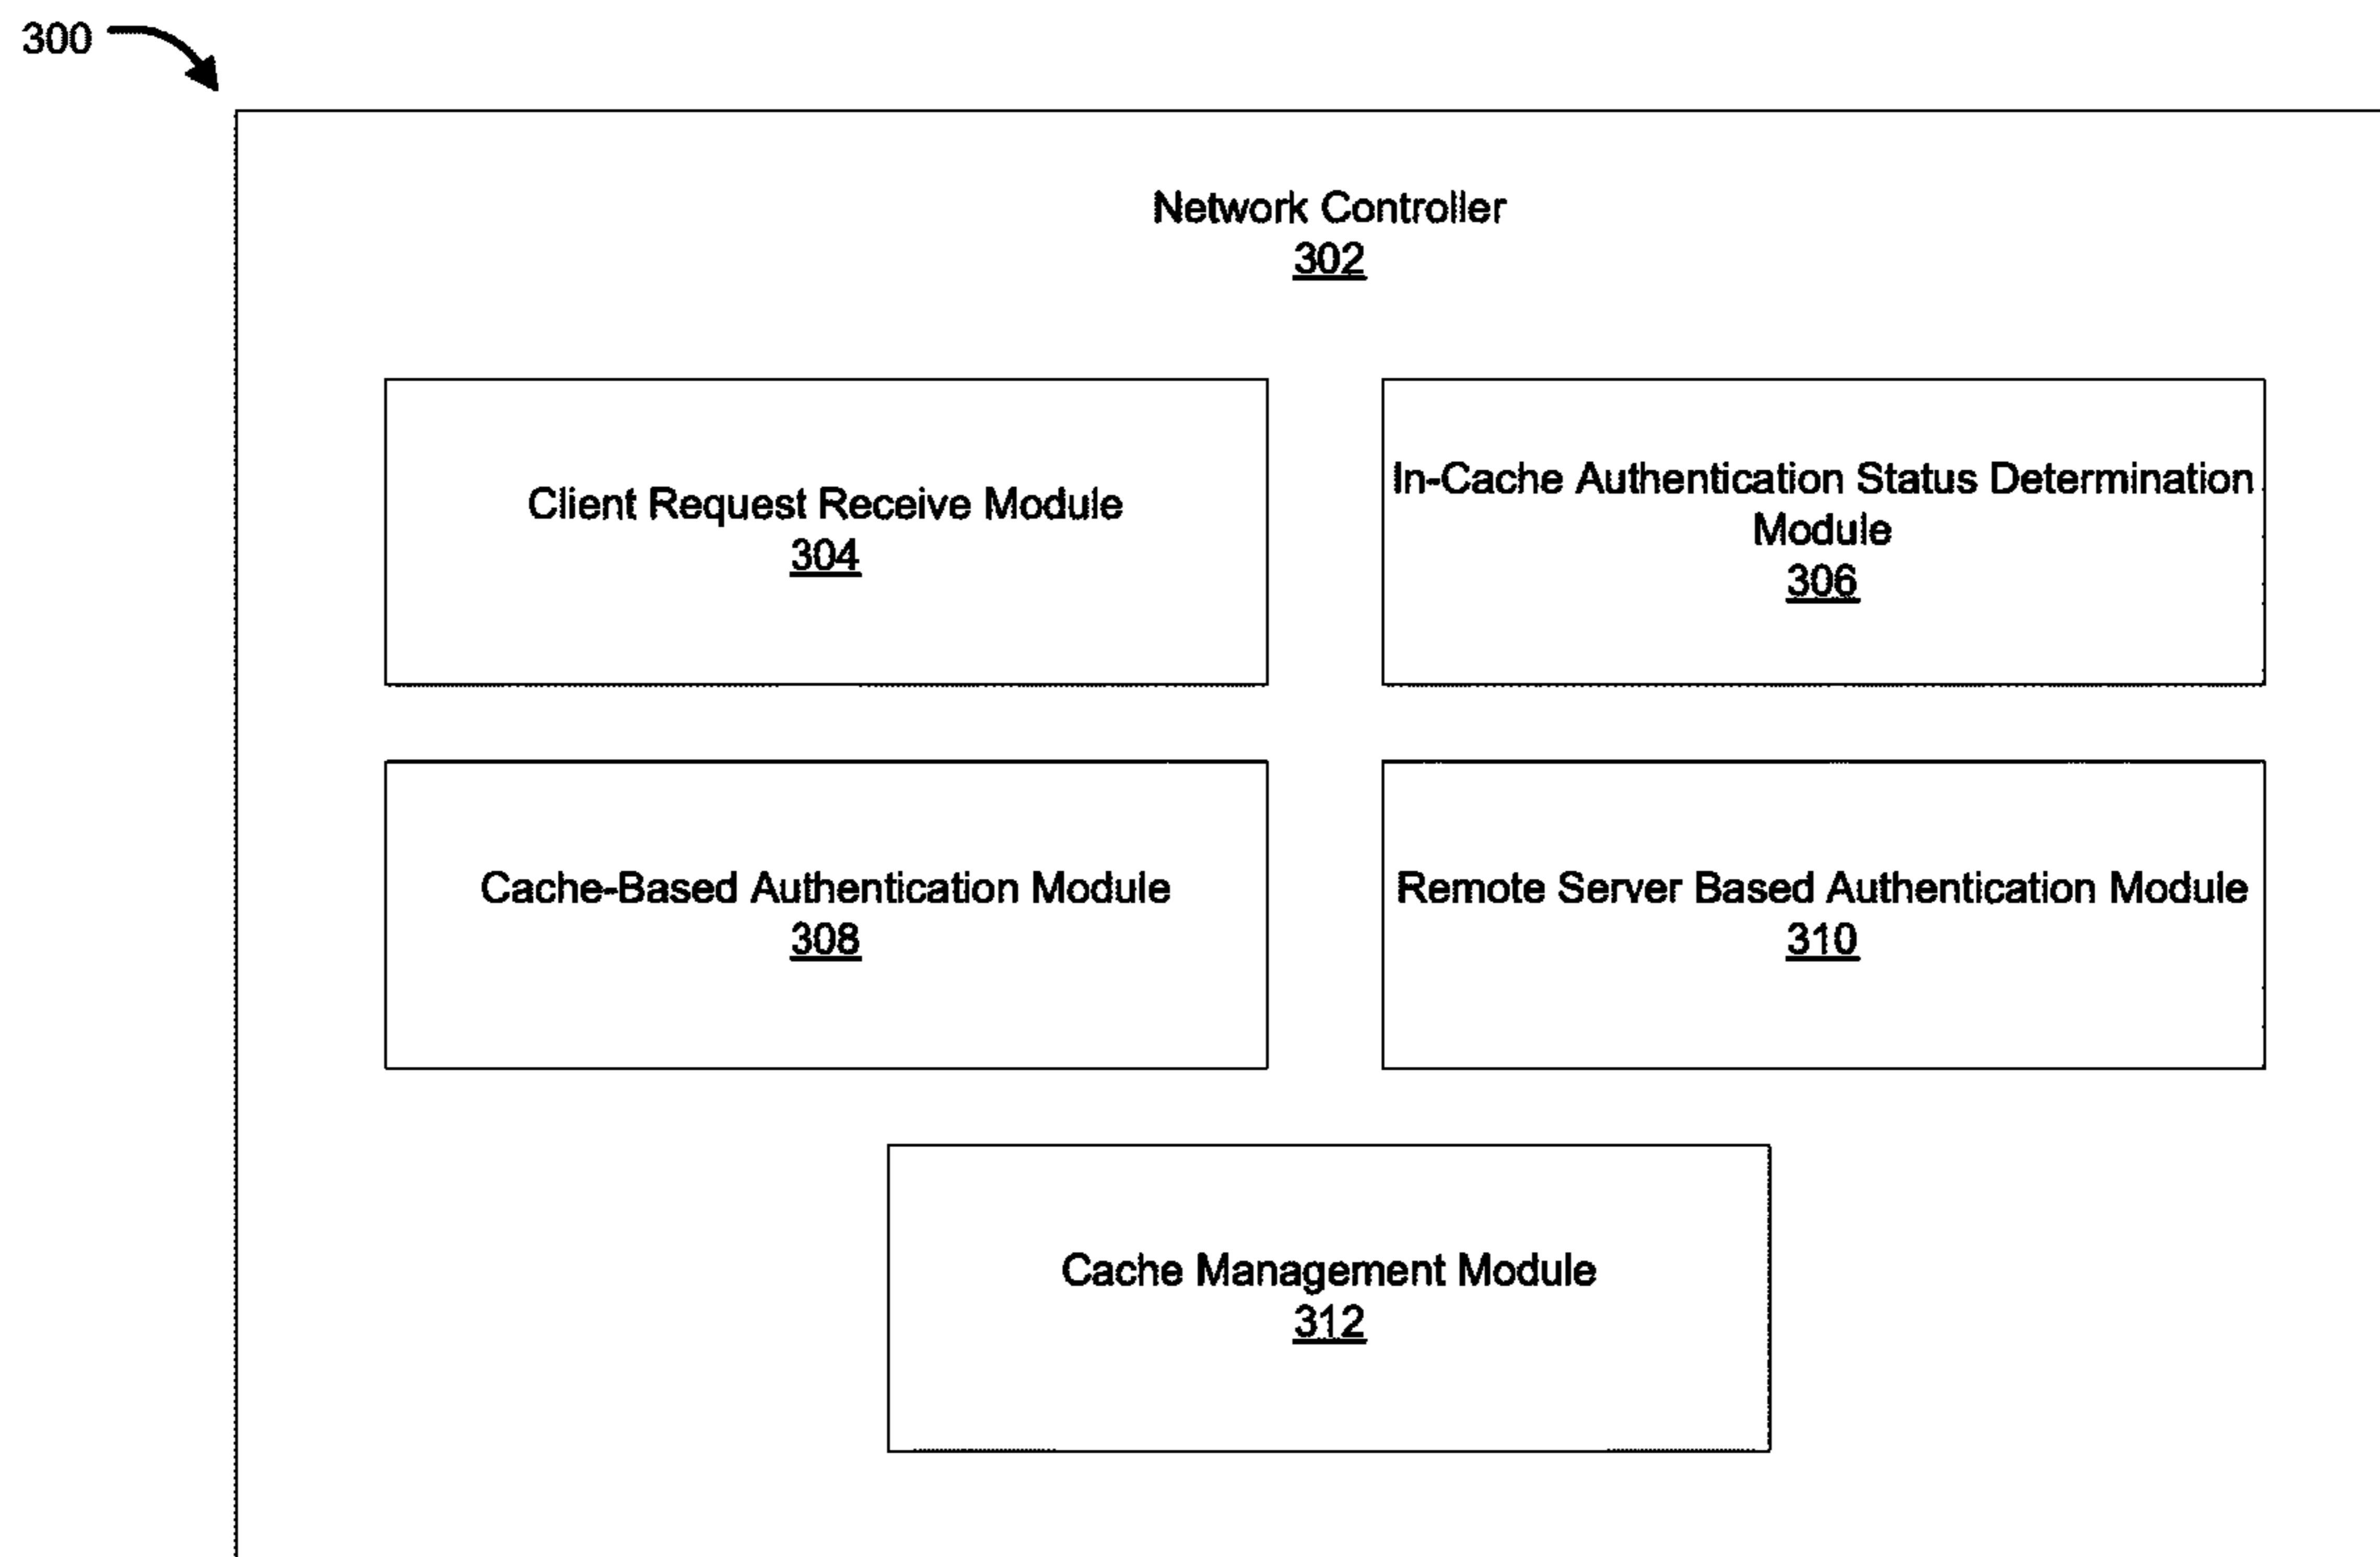 300
Network Controller
302
Client Request Receive Module
304
In-Cache Authentication Status Determination
Module
306
Cache-Based Authentication Module
308
Remote Server Based Authentication Module
310
Cache Management Module
312